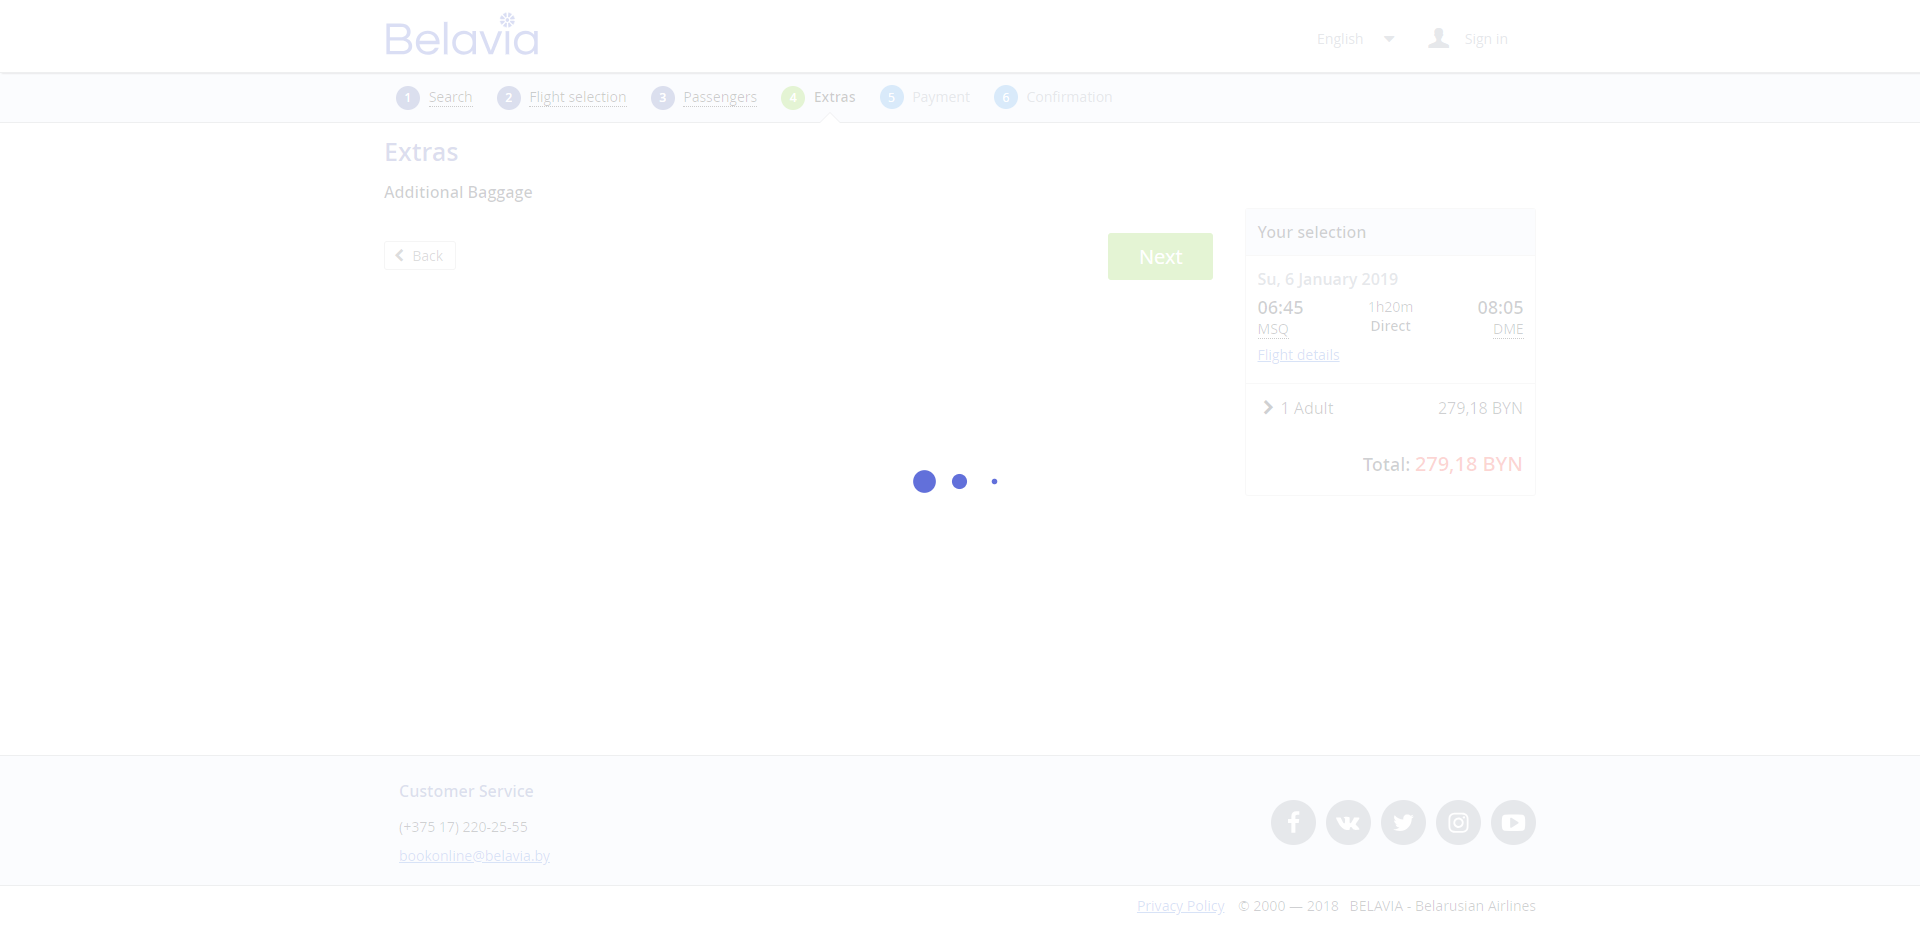 Belavia
English
Sign in
1 Search
2 Flight selection
3 Passengers
4 Extras
5 Payment
6 Confirmation
Extras
Additional Baggage
Back
Next
Your selection
Su, 6 January 2019
06:45 1h20m 08:05
MSQ Direct DME
Flight details
1 Adult 279,18 BYN
Total: 279,18 BYN
Customer Service
(+375 17) 220-25-55
bookonline@belavia.by
Privacy Policy © 2000 — 2018 BELAVIA - Belarusian Airlines